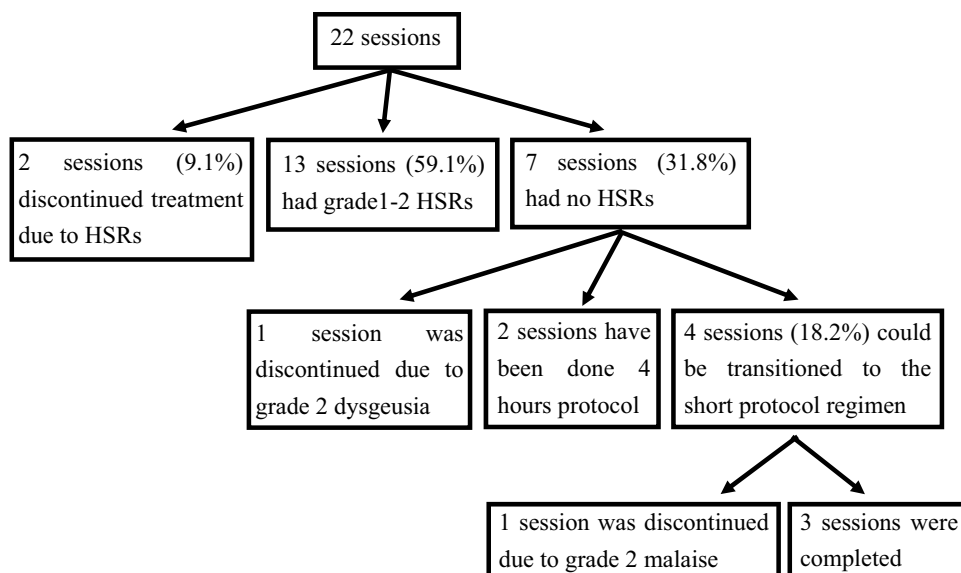 22 sessions
2 sessions (9.1%)
discontinued treatment
due to HSRs
13 sessions (59.1%)
had grade1-2 HSRs
7 sessions (31.8%)
had no HSRs
1 session was
discontinued due to
grade 2 dysgeusia
2 sessions have
been done 4
hours protocol
4 sessions (18.2%) could
be transitioned to the
short protocol regimen
1 session was discontinued
due to grade 2 malaise
3 sessions were
completed